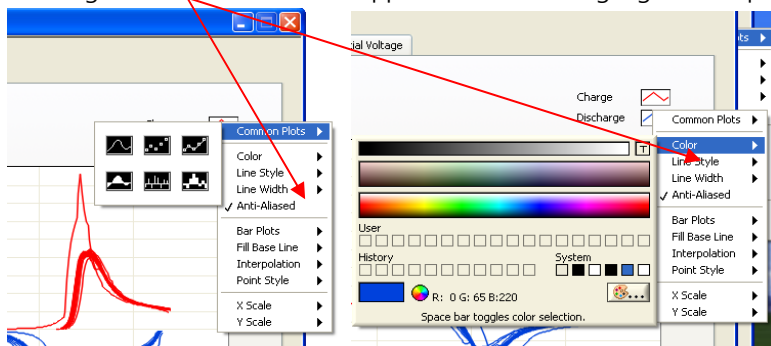 Common Plots
Color
Line Style
Line Width
Anti-Aliased
Bar Plots
Fill Base Line
Interpolation
Point Style
X Scale
Y Scale
ial Voltage
ts
Charge
Discharge
Common Plots
Color
Line Style
Line Width
Anti-Aliased
Bar Plots
Fill Base Line
Interpolation
Point Style
X Scale
Y Scale
T
User
History
System
R: 0 G: 65 B:220
Space bar toggles color selection.